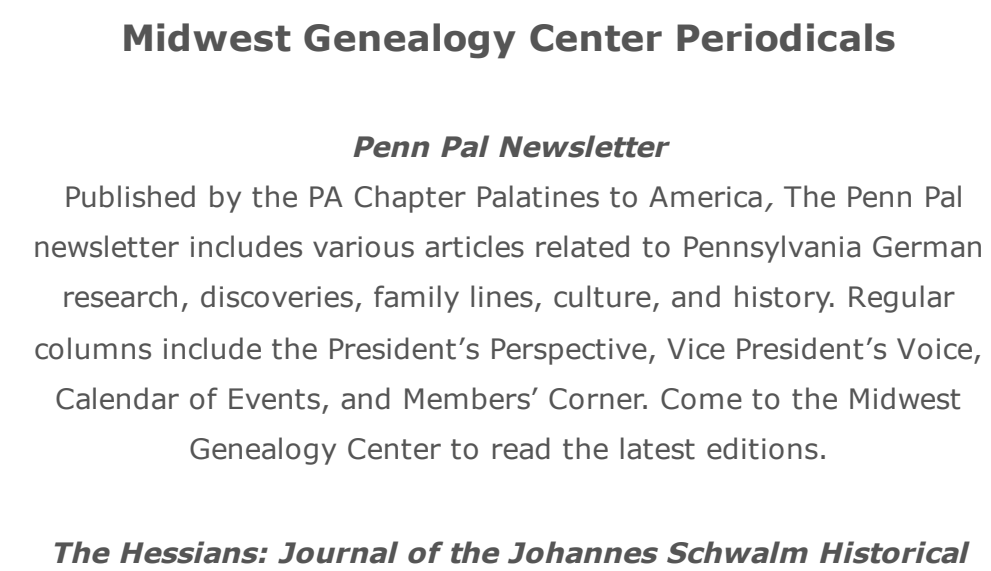 Midwest Genealogy Center Periodicals
Penn Pal Newsletter
Published by the PA Chapter Palatines to America, The Penn Pal
newsletter includes various articles related to Pennsylvania German
research, discoveries, family lines, culture, and history. Regular
columns include the President’s Perspective, Vice President’s Voice,
Calendar of Events, and Members’ Corner. Come to the Midwest
Genealogy Center to read the latest editions.
The Hessians: Journal of the Johannes Schwalm Historical